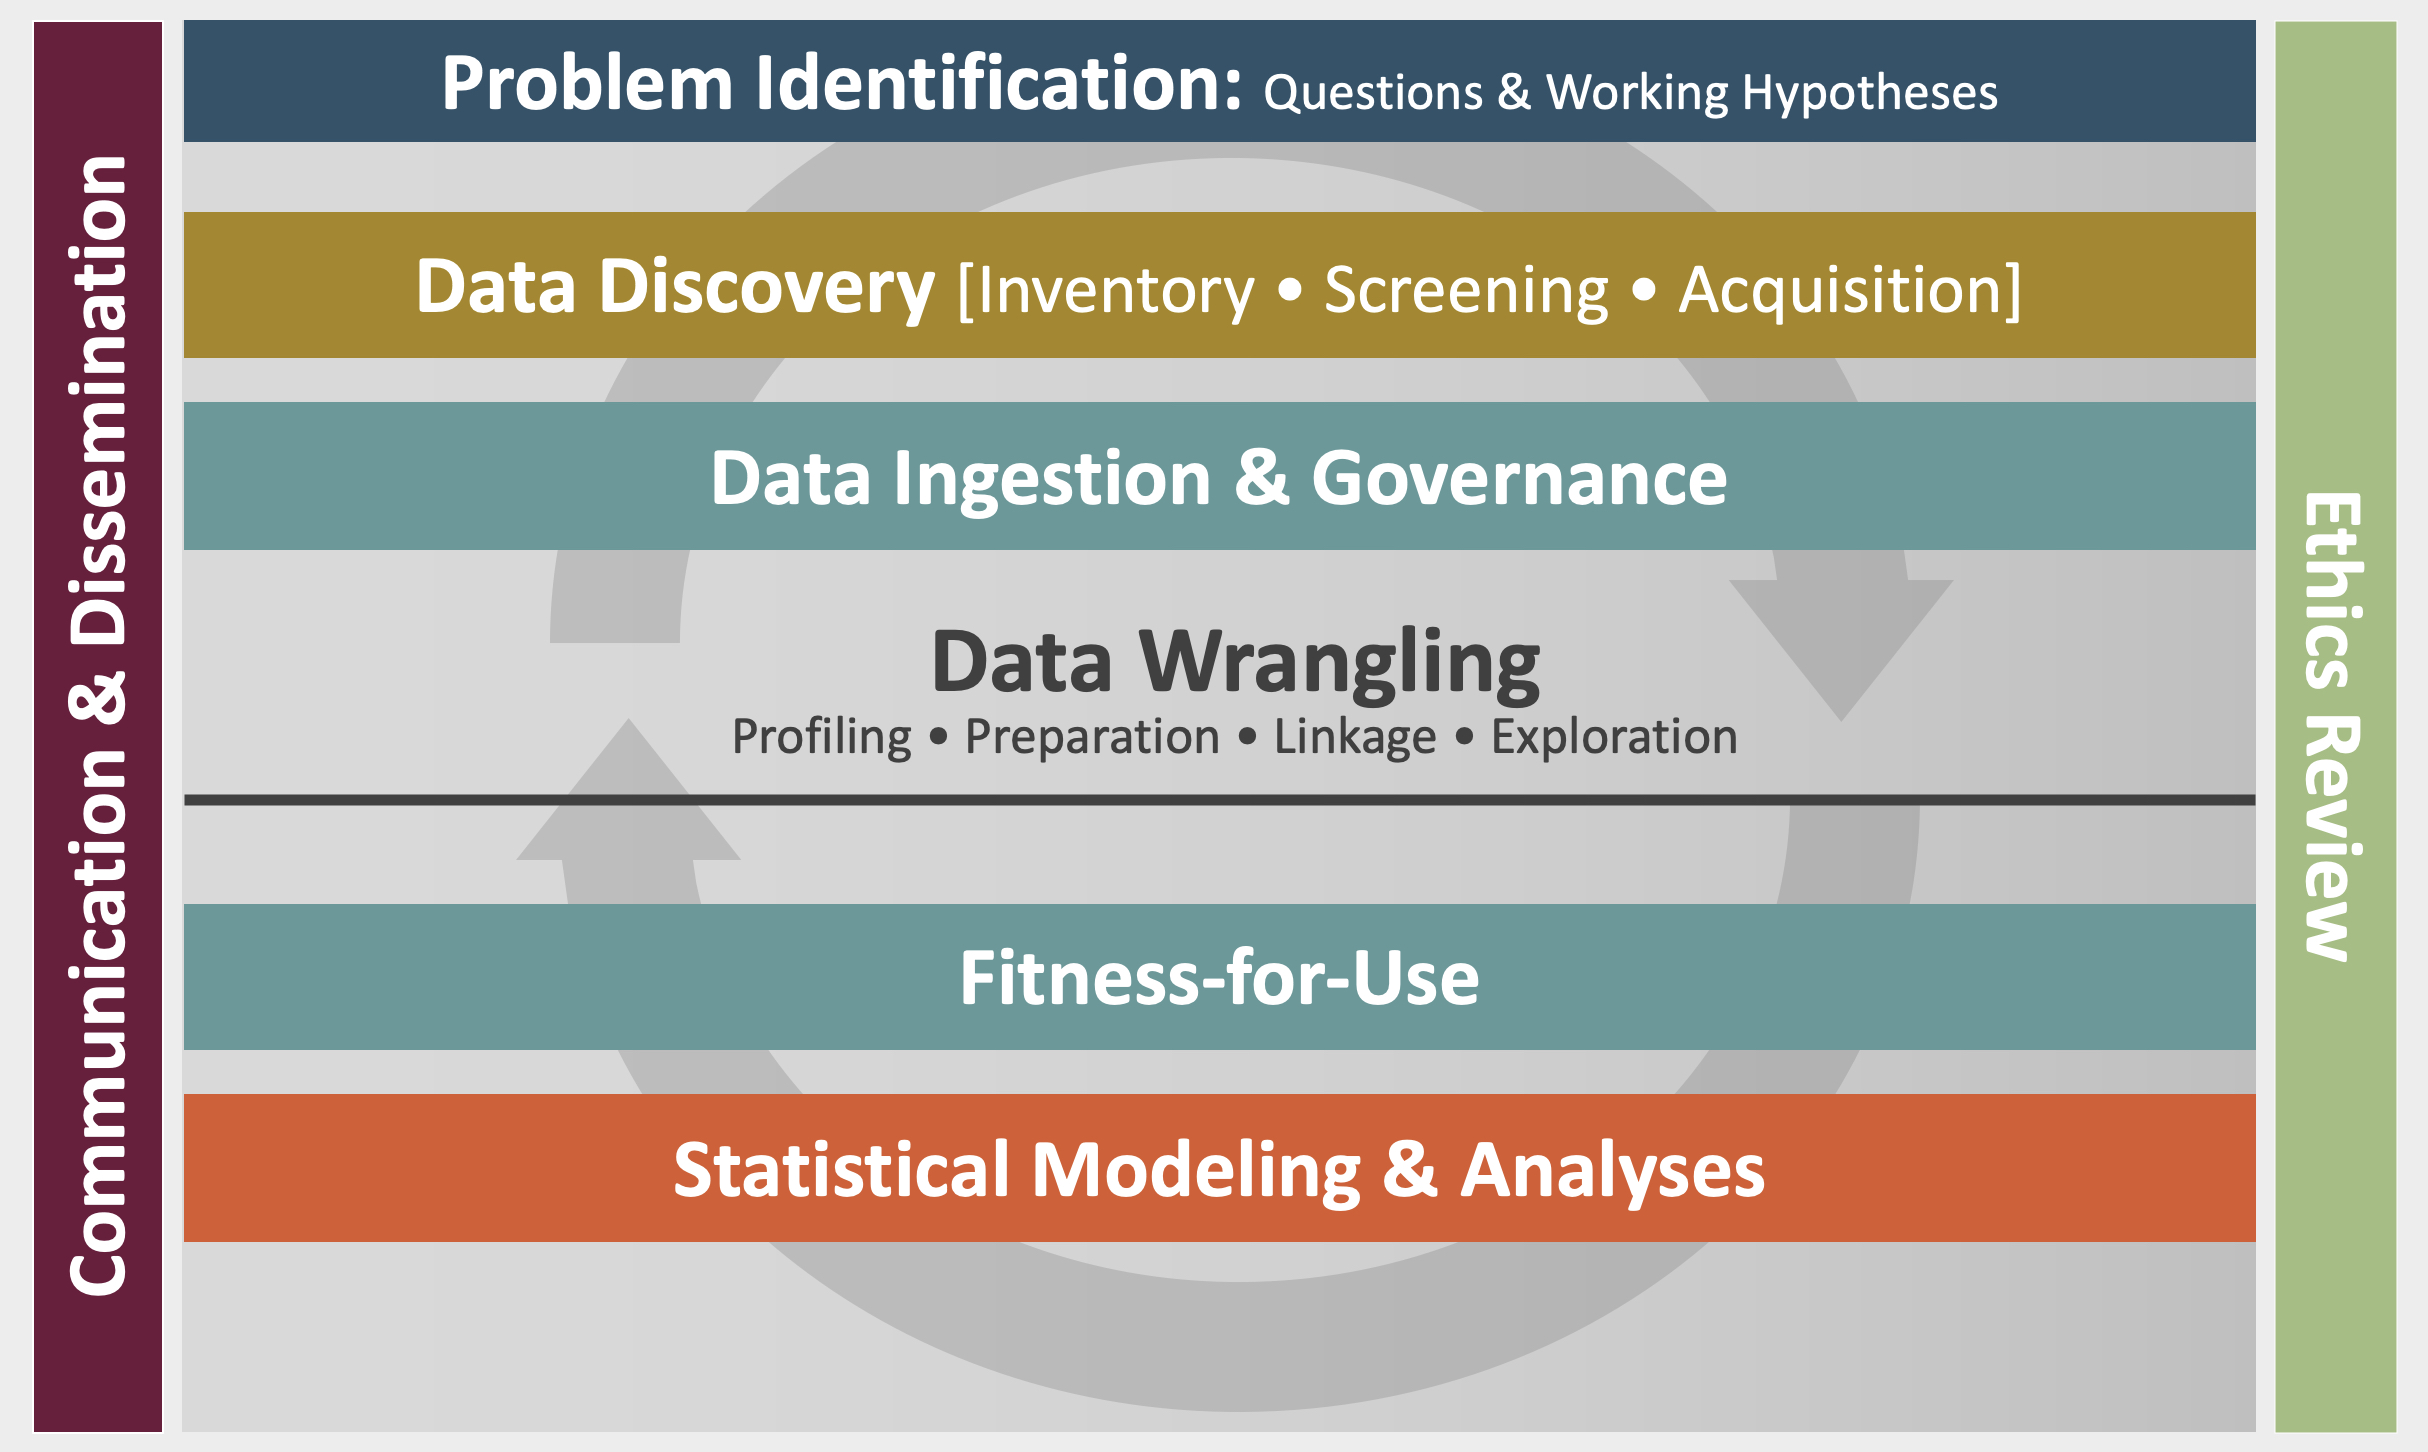 Communication & Dissemination
Problem Identification: Questions & Working Hypotheses
Data Discovery [Inventory • Screening • Acquisition]
Data Ingestion & Governance
Data Wrangling
Profiling • Preparation • Linkage • Exploration
Fitness-for-Use
Statistical Modeling & Analyses
Ethics Review